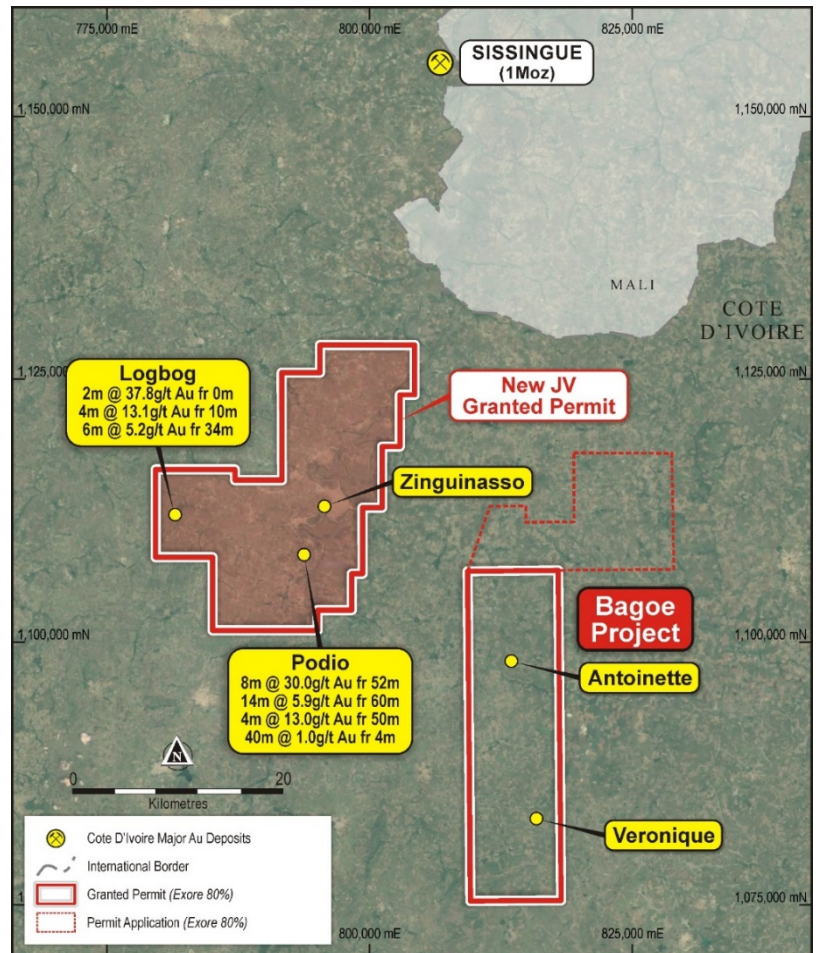 775,000 mE
800,000 mE
825,000 mE
SISSINGUE
(1Moz)
1,150,000 mN
1,150,000 mN
MALI
COTE
D'IVOIRE
1,125,000 mN
1,125,000 mN
Logbog
2m @ 37.8g/t Au fr 0m
4m @ 13.1g/t Au fr 10m
6m @ 5.2g/t Au fr 34m
New JV
Granted Permit
Zinguinasso
Bagoe
Project
1,100,000 mN
1,100,000 mN
Podio
8m @ 30.0g/t Au fr 52m
14m @ 5.9g/t Au fr 60m
4m @ 13.0g/t Au fr 50m
40m @ 1.0g/t Au fr 4m
Antoinette
N
0
20
Kilometres
Veronique
Cote D'Ivoire Major Au Deposits
International Border
Granted Permit (Exore 80%)
Permit Application (Exore 80%)
1,075,000 mN
800,000 mE
825,000 mE